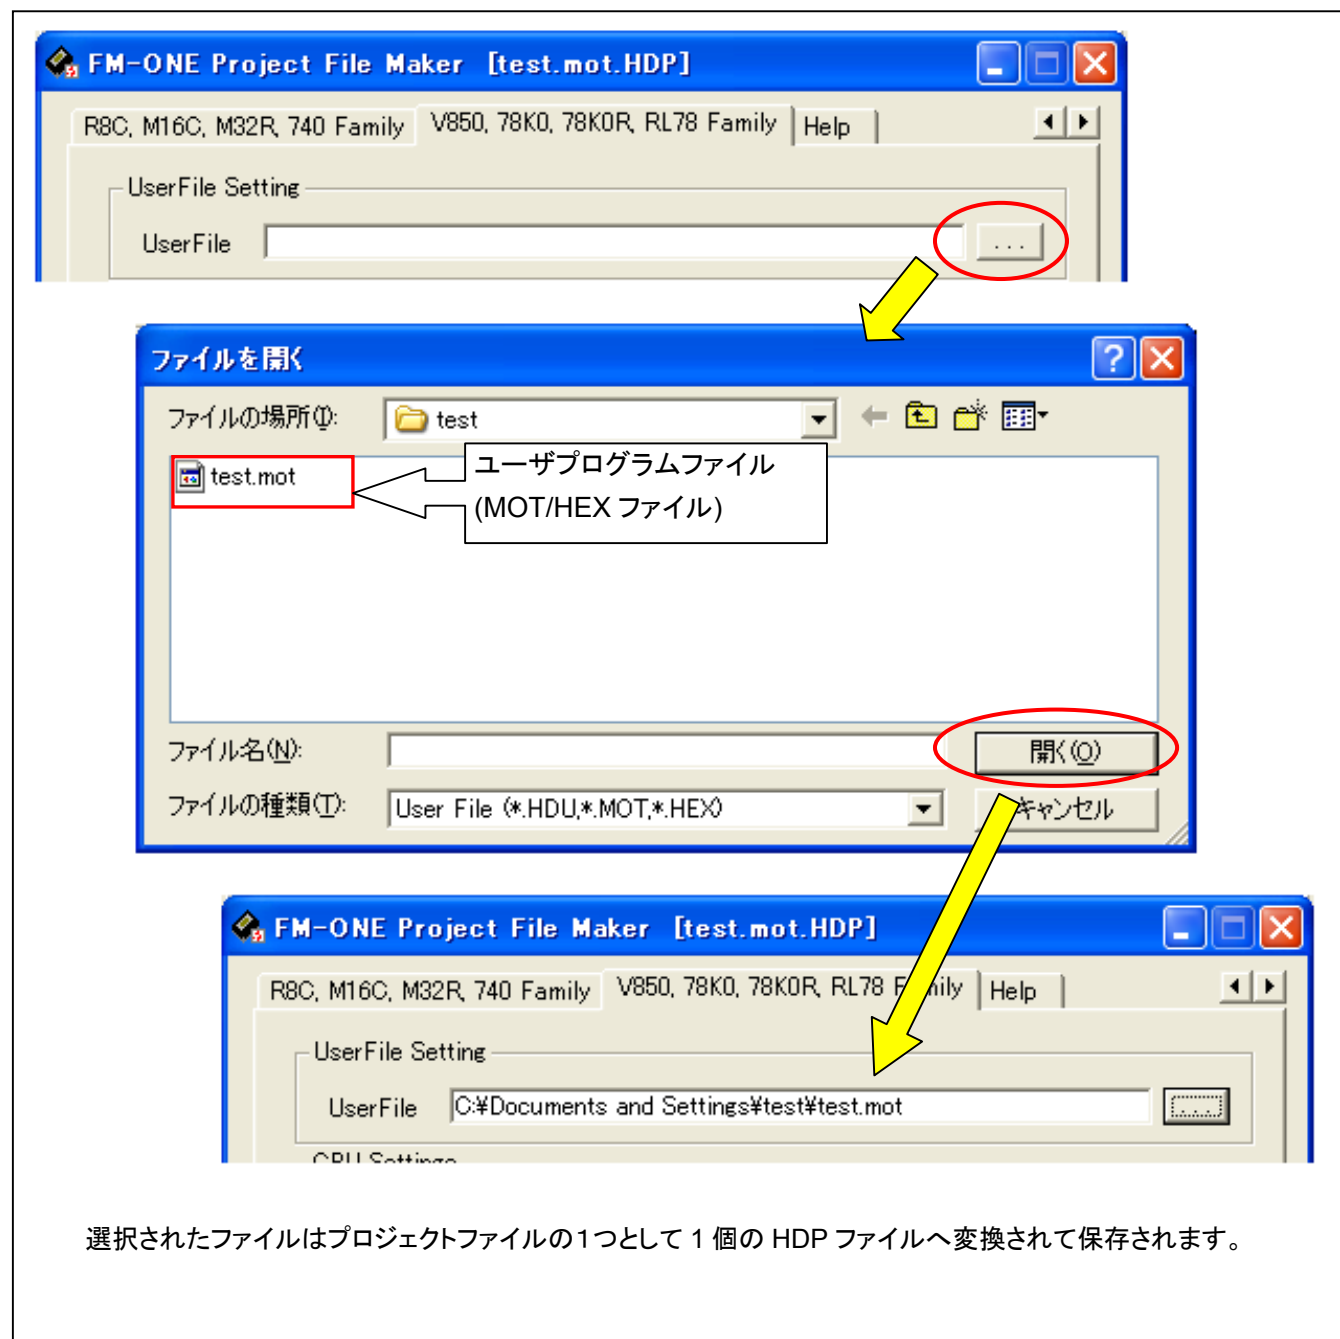 FM-ONE Project File Maker [test.mot.HDP]
R8C, M16C, M32R, 740 Family V850, 78K0, 78K0R, RL78 Family Help
UserFile Setting
UserFile ...
ファイルを開く
ファイルの場所(I): test
test.mot
ユーザプログラムファイル
(MOT/HEX ファイル)
ファイル名(N): 開く(O)
ファイルの種類(T): User File (*.HDU,*.MOT,*.HEX) キャンセル
FM-ONE Project File Maker [test.mot.HDP]
R8C, M16C, M32R, 740 Family V850, 78K0, 78K0R, RL78 Family Help
UserFile Setting
UserFile C:¥Documents and Settings¥test¥test.mot ...
CPU Settings
選択されたファイルはプロジェクトファイルの1つとして 1 個の HDP ファイルへ変換されて保存されます。